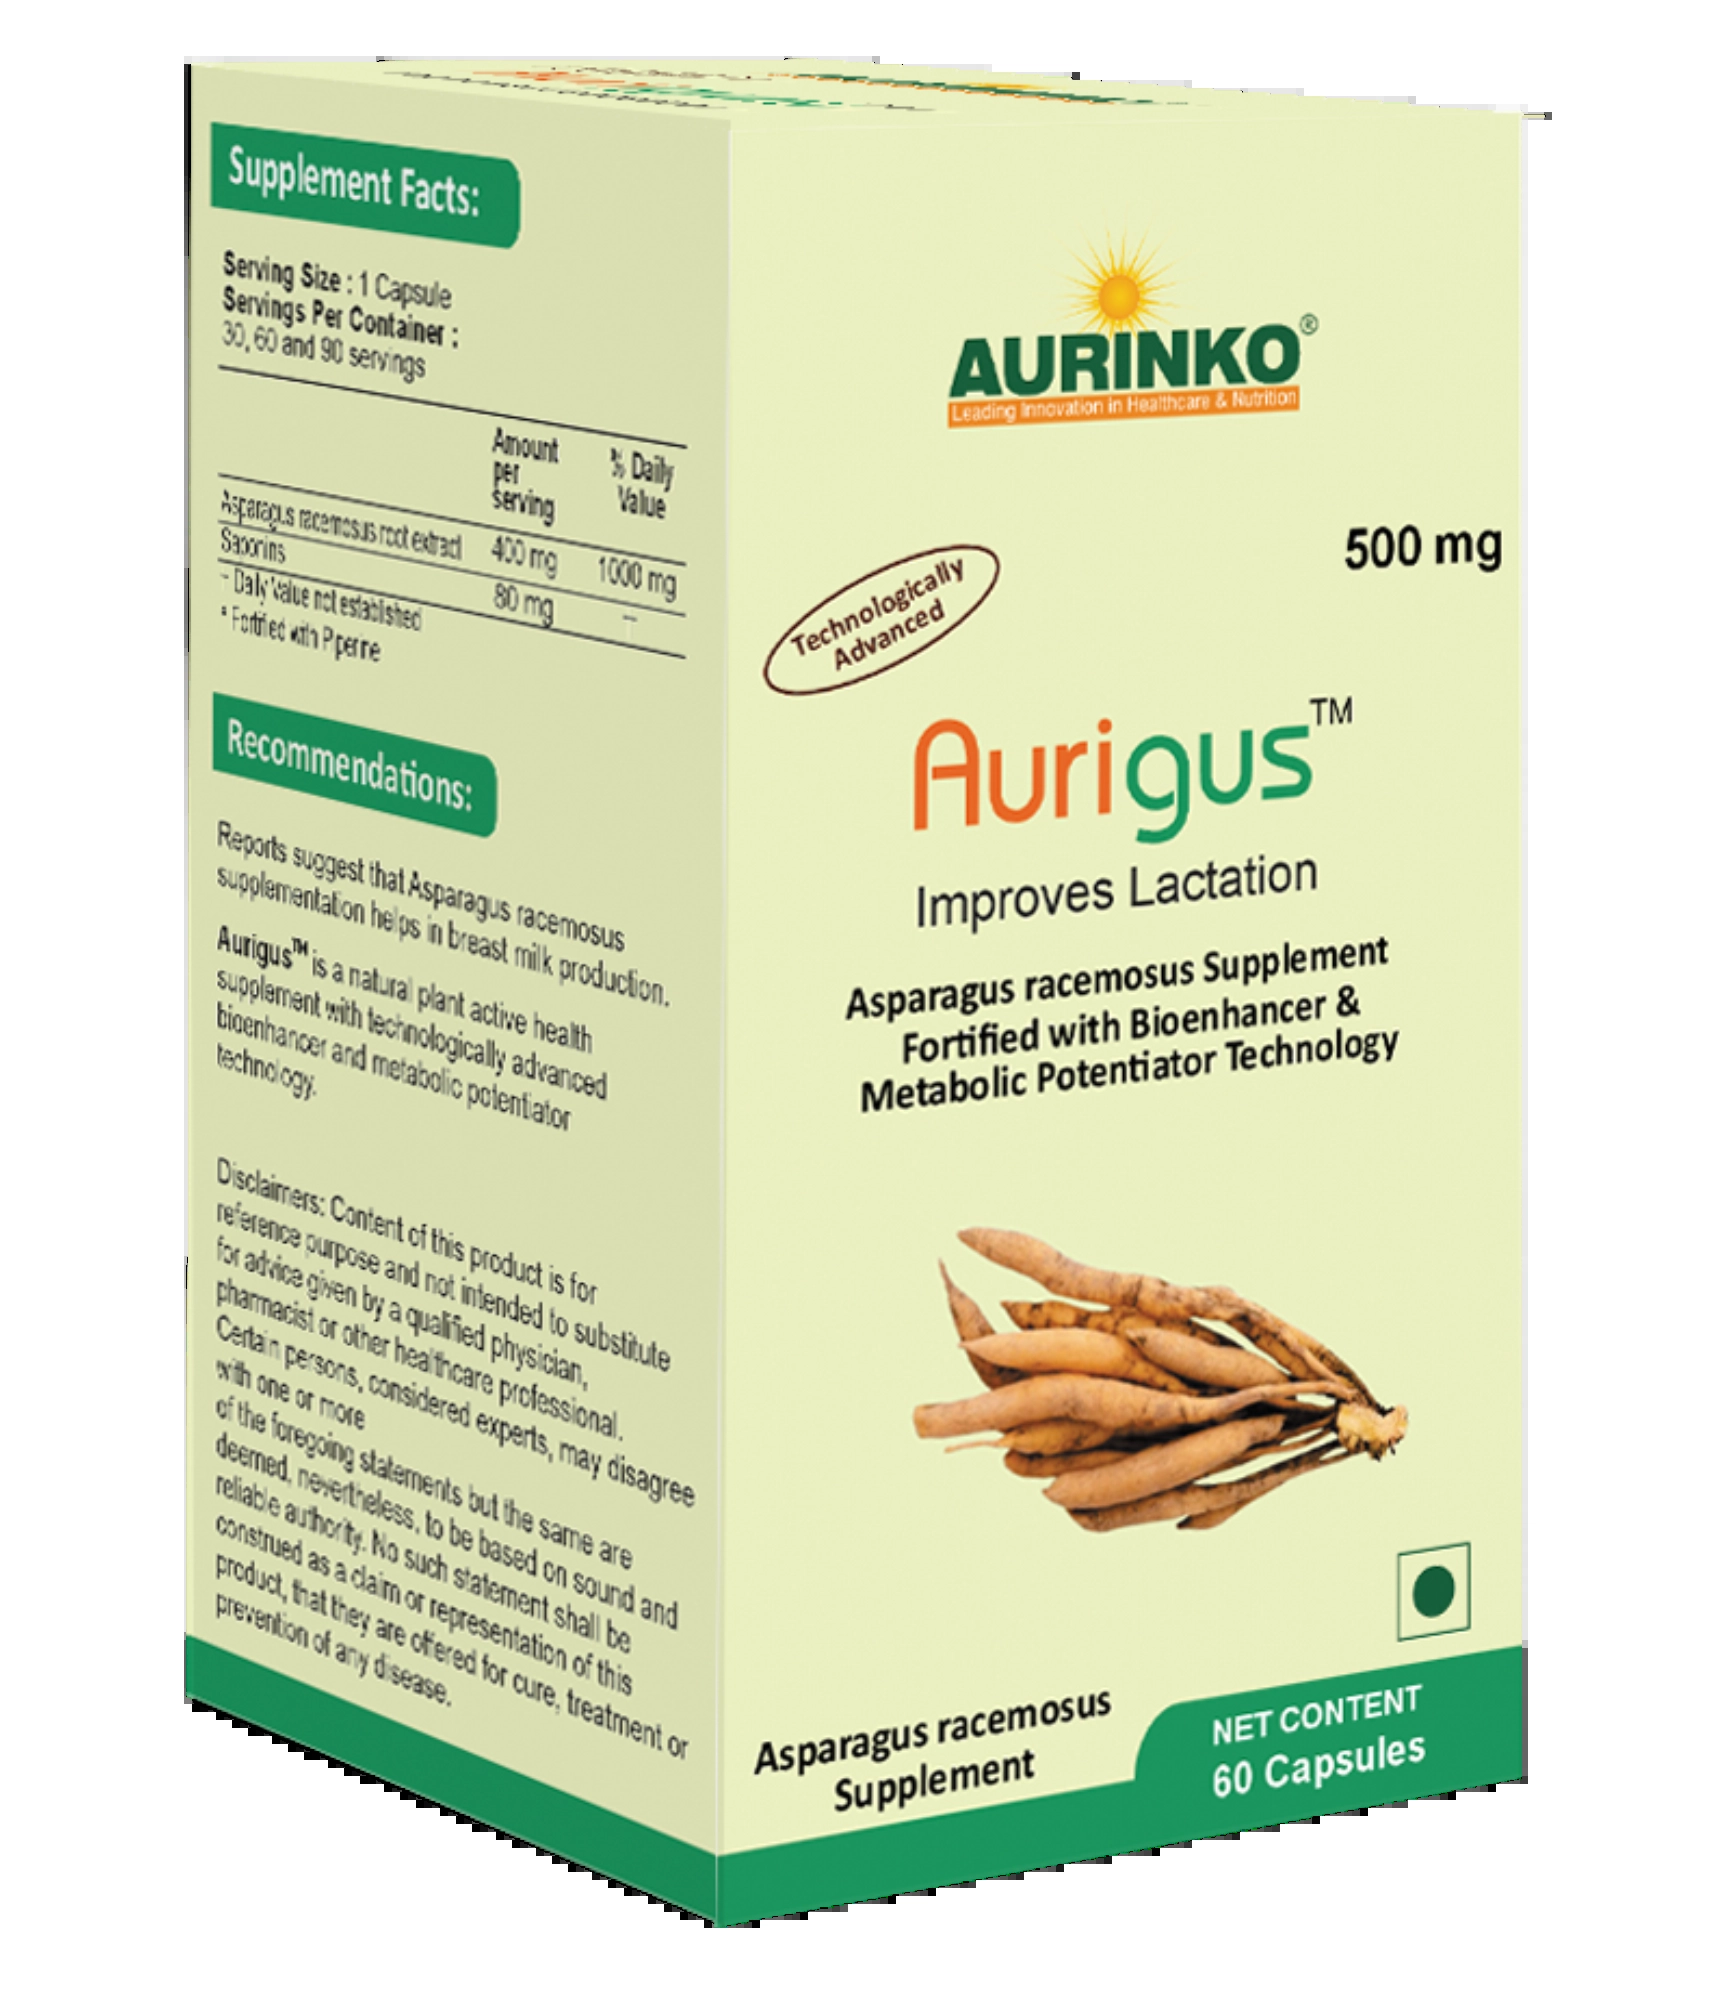 Supplement Facts:
Serving Size : 1 Capsule
Servings Per Container :
30, 60 and 90 servings
Amount
per
serving
% Daily
Value
Asparagus racemosus root extract 400 mg 1000 mg
Saponins 80 mg
Daily Value not established
* Fortified with Piperine
Recommendations:
Reports suggest that Asparagus racemosus
supplementation helps in breast milk production.
Aurigus™ is a natural plant active health
supplement with technologically advanced
bioenhancer and metabolic potentiator
technology.
Disclaimers: Content of this product is for
reference purpose and not intended to substitute
for advice given by a qualified physician,
pharmacist or other healthcare professional.
Certain persons, considered experts, may disagree
with one or more
of the foregoing statements but the same are
deemed, nevertheless, to be based on sound and
reliable authority. No such statement shall be
construed as a claim or representation of this
product, that they are offered for cure, treatment or
prevention of any disease.
AURINKO®
Leading Innovation in Healthcare & Nutrition
500 mg
Technologically
Advanced
Aurigus™
Improves Lactation
Asparagus racemosus Supplement
Fortified with Bioenhancer &
Metabolic Potentiator Technology
Asparagus racemosus
Supplement
NET CONTENT
60 Capsules